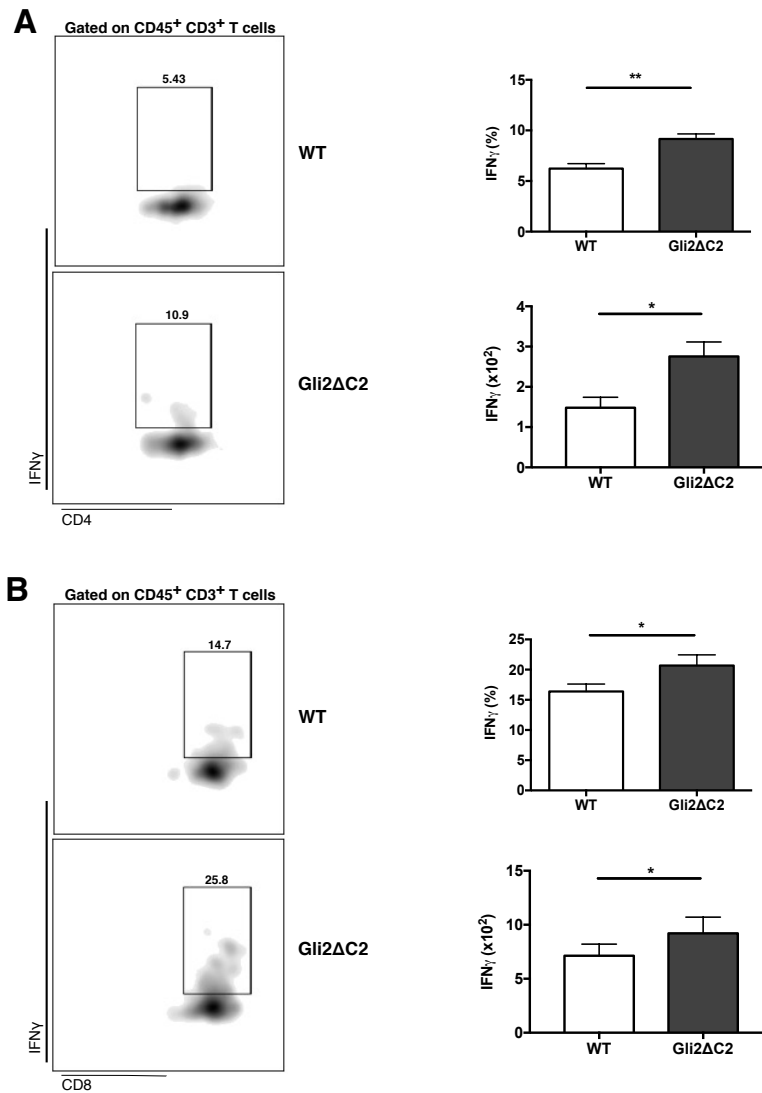 A
Gated on CD45⁺ CD3⁺ T cells
5.43
WT
10.9
Gli2ΔC2
IFNγ
CD4
15
10
5
0
IFNγ (%)
**
WT Gli2ΔC2
4
3
2
1
0
IFNγ (x10²)
*
WT Gli2ΔC2
B
Gated on CD45⁺ CD3⁺ T cells
14.7
WT
25.8
Gli2ΔC2
IFNγ
CD8
25
20
15
10
5
0
IFNγ (%)
*
WT Gli2ΔC2
15
10
5
0
IFNγ (x10²)
*
WT Gli2ΔC2